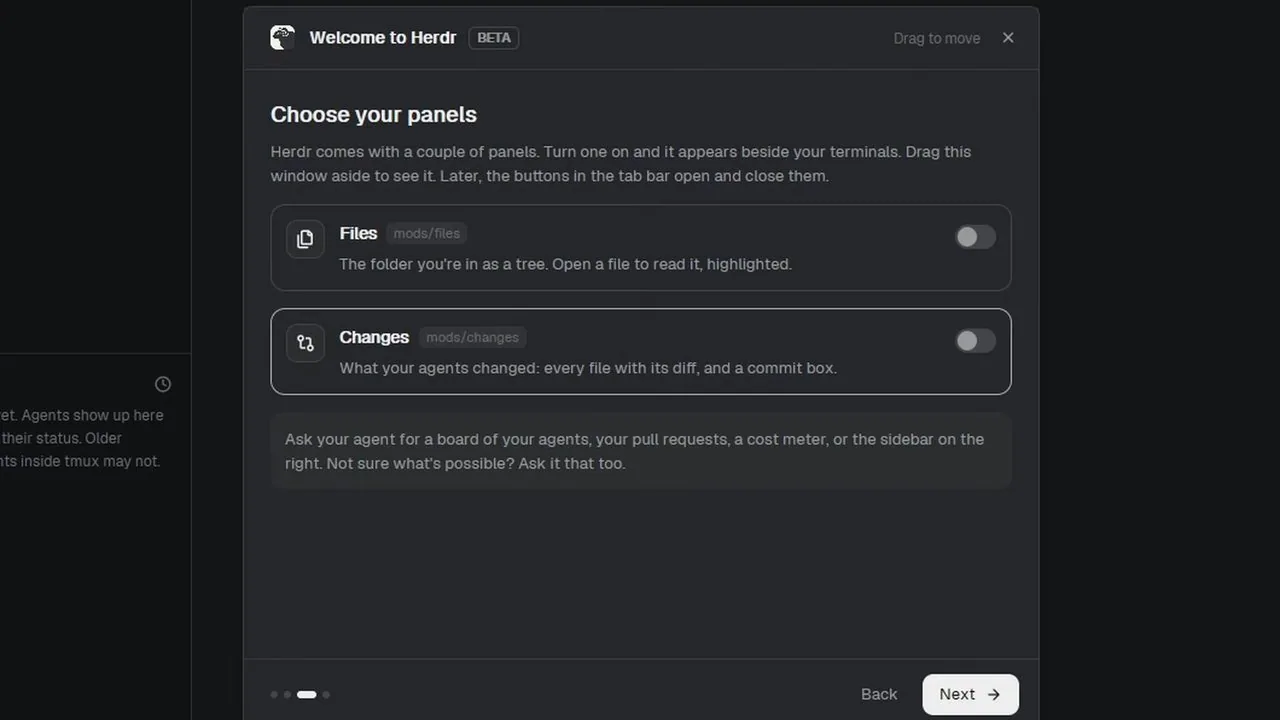 Welcome to Herdr BETA
Drag to move
Choose your panels
Herdr comes with a couple of panels. Turn one on and it appears beside your terminals. Drag this
window aside to see it. Later, the buttons in the tab bar open and close them.
Files mods/files
The folder you're in as a tree. Open a file to read it, highlighted.
Changes mods/changes
What your agents changed: every file with its diff, and a commit box.
Ask your agent for a board of your agents, your pull requests, a cost meter, or the sidebar on the
right. Not sure what's possible? Ask it that too.
Back
Next
Agents show up here
their status. Older
inside tmux may not.